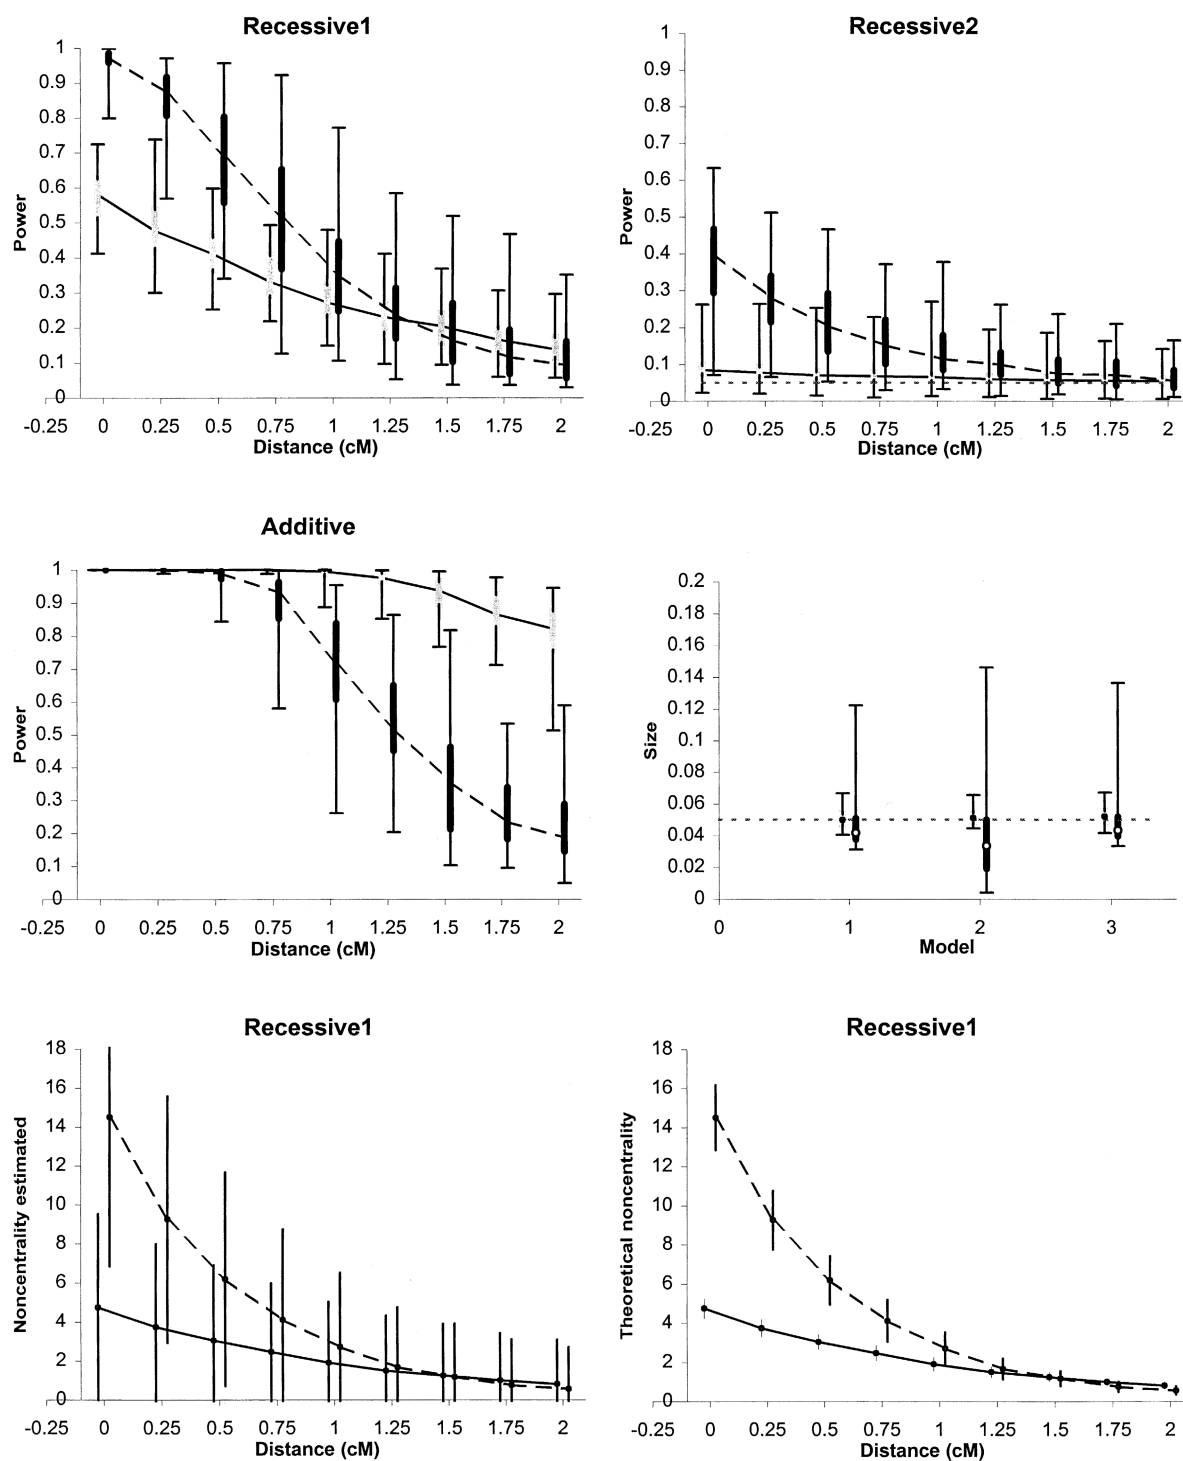 Recessive1
1
0.9
0.8
0.7
0.6
0.5
0.4
0.3
0.2
0.1
0
Power
-0.25 0 0.25 0.5 0.75 1 1.25 1.5 1.75 2
Distance (cM)
Recessive2
1
0.9
0.8
0.7
0.6
0.5
0.4
0.3
0.2
0.1
0
Power
-0.25 0 0.25 0.5 0.75 1 1.25 1.5 1.75 2
Distance (cM)
Additive
1
0.9
0.8
0.7
0.6
0.5
0.4
0.3
0.2
0.1
0
Power
-0.25 0 0.25 0.5 0.75 1 1.25 1.5 1.75 2
Distance (cM)
0.2
0.18
0.16
0.14
0.12
0.1
0.08
0.06
0.04
0.02
0
Size
0 1 2 3
Model
Recessive1
18
16
14
12
10
8
6
4
2
0
Noncentrality estimated
-0.25 0 0.25 0.5 0.75 1 1.25 1.5 1.75 2
Distance (cM)
Recessive1
18
16
14
12
10
8
6
4
2
0
Theoretical noncentrality
-0.25 0 0.25 0.5 0.75 1 1.25 1.5 1.75 2
Distance (cM)